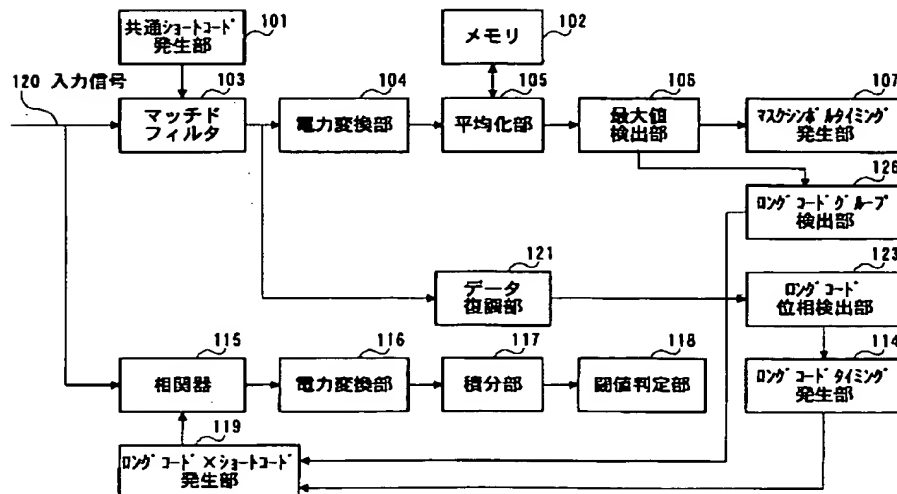 101
共通ショートコード
発生部
102
メモリ
120 入力信号
103
マッチド
フィルタ
104
電力変換部
105
平均化部
106
最大値
検出部
107
マスクシンボルタイミング
発生部
126
ロングコードグループ
検出部
121
データ
復調部
123
ロングコード
位相検出部
115
相関器
116
電力変換部
117
積分部
118
閾値判定部
114
ロングコードタイミング
発生部
119
ロングコード×ショートコード
発生部